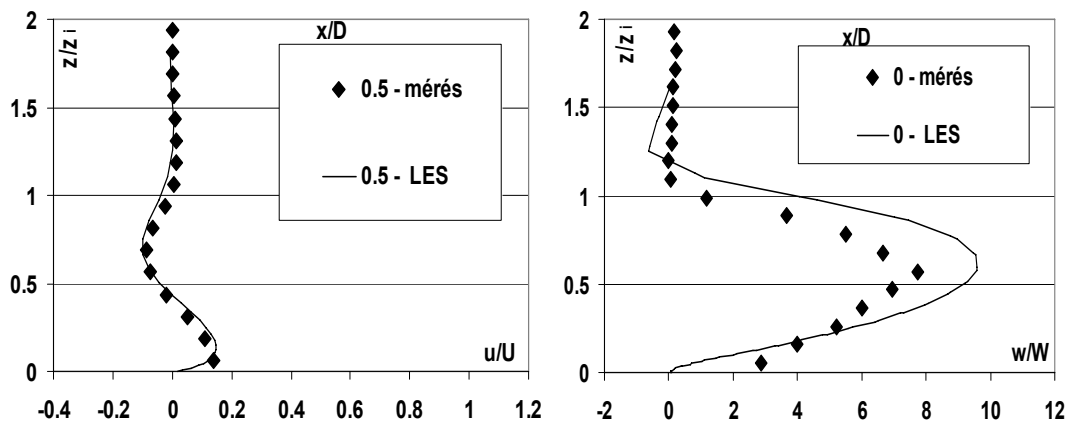 2
1.5
1
0.5
0
z/z i
x/D
0.5 - mérés
0.5 - LES
u/U
-0.4 -0.2 0 0.2 0.4 0.6 0.8 1 1.2
2
1.5
1
0.5
0
z/z i
x/D
0 - mérés
0 - LES
w/W
-2 0 2 4 6 8 10 12